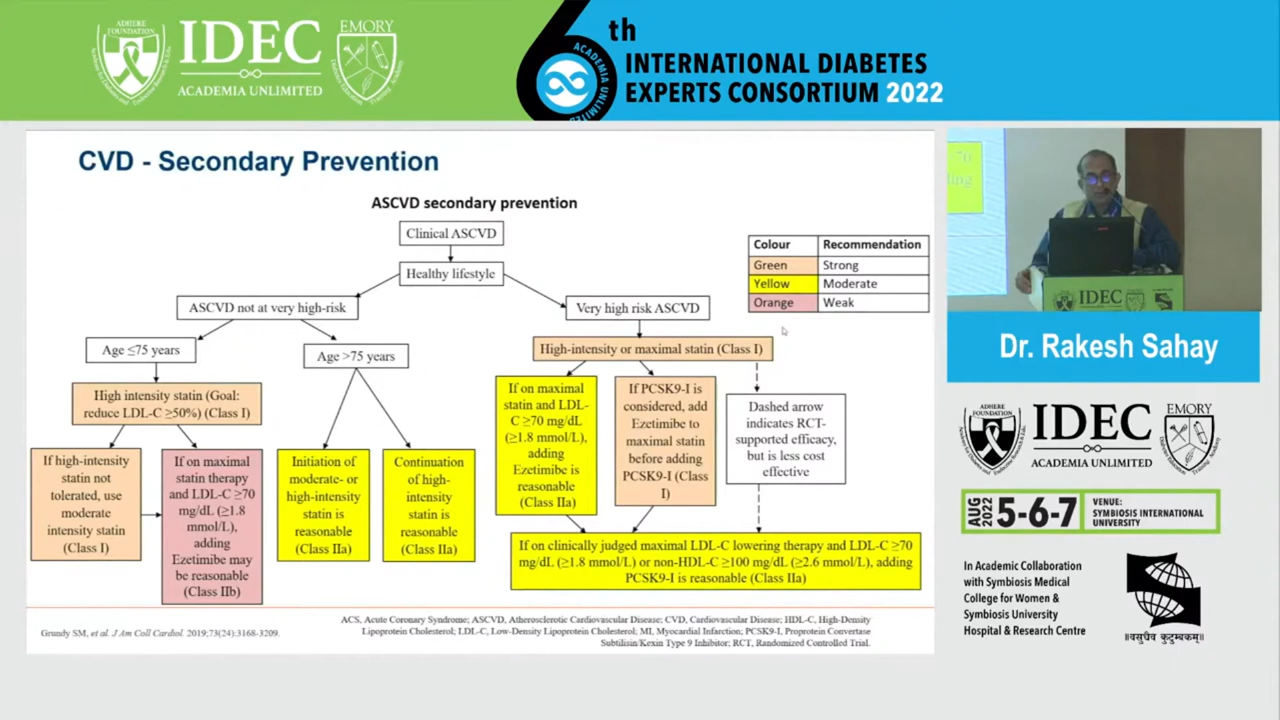 ADHERE
FOUNDATION
IDEC
ACADEMIA UNLIMITED
EMORY
6th
ACADEMIA UNLIMITED
INTERNATIONAL DIABETES
EXPERTS CONSORTIUM 2022
CVD - Secondary Prevention
ASCVD secondary prevention
Clinical ASCVD
Healthy lifestyle
Colour Recommendation
Green Strong
Yellow Moderate
Orange Weak
ASCVD not at very high-risk
Very high risk ASCVD
Age ≤75 years
Age >75 years
High-intensity or maximal statin (Class I)
High intensity statin (Goal:
reduce LDL-C ≥50%) (Class I)
If high-intensity
statin not
tolerated, use
moderate
intensity statin
(Class I)
If on maximal
statin therapy
and LDL-C ≥70
mg/dL (≥1.8
mmol/L),
adding
Ezetimibe may
be reasonable
(Class IIb)
Initiation of
moderate- or
high-intensity
statin is
reasonable
(Class IIa)
Continuation
of high-
intensity
statin is
reasonable
(Class IIa)
If on maximal
statin and LDL-
C ≥70 mg/dL
(≥1.8 mmol/L),
adding
Ezetimibe is
reasonable
(Class IIa)
If PCSK9-I is
considered, add
Ezetimibe to
maximal statin
before adding
PCSK9-I (Class
I)
Dashed arrow
indicates RCT-
supported efficacy,
but is less cost
effective
If on clinically judged maximal LDL-C lowering therapy and LDL-C ≥70
mg/dL (≥1.8 mmol/L) or non-HDL-C ≥100 mg/dL (≥2.6 mmol/L), adding
PCSK9-I is reasonable (Class IIa)
Grundy SM, et al. J Am Coll Cardiol. 2019;73(24):3168-3209.
ACS, Acute Coronary Syndrome; ASCVD, Atherosclerotic Cardiovascular Disease; CVD, Cardiovascular Disease; HDL-C, High-Density
Lipoprotein Cholesterol; LDL-C, Low-Density Lipoprotein Cholesterol; MI, Myocardial Infarction; PCSK9-I, Proprotein Convertase
Subtilisin/Kexin Type 9 Inhibitor; RCT, Randomized Controlled Trial.
70
IDEC
Dr. Rakesh Sahay
ADHERE
FOUNDATION
IDEC
ACADEMIA UNLIMITED
EMORY
AUG
2022
5-6-7
VENUE:
SYMBIOSIS INTERNATIONAL
UNIVERSITY
In Academic Collaboration
with Symbiosis Medical
College for Women &
Symbiosis University
Hospital & Research Centre
॥वसुधैव कुटुम्बकम्॥